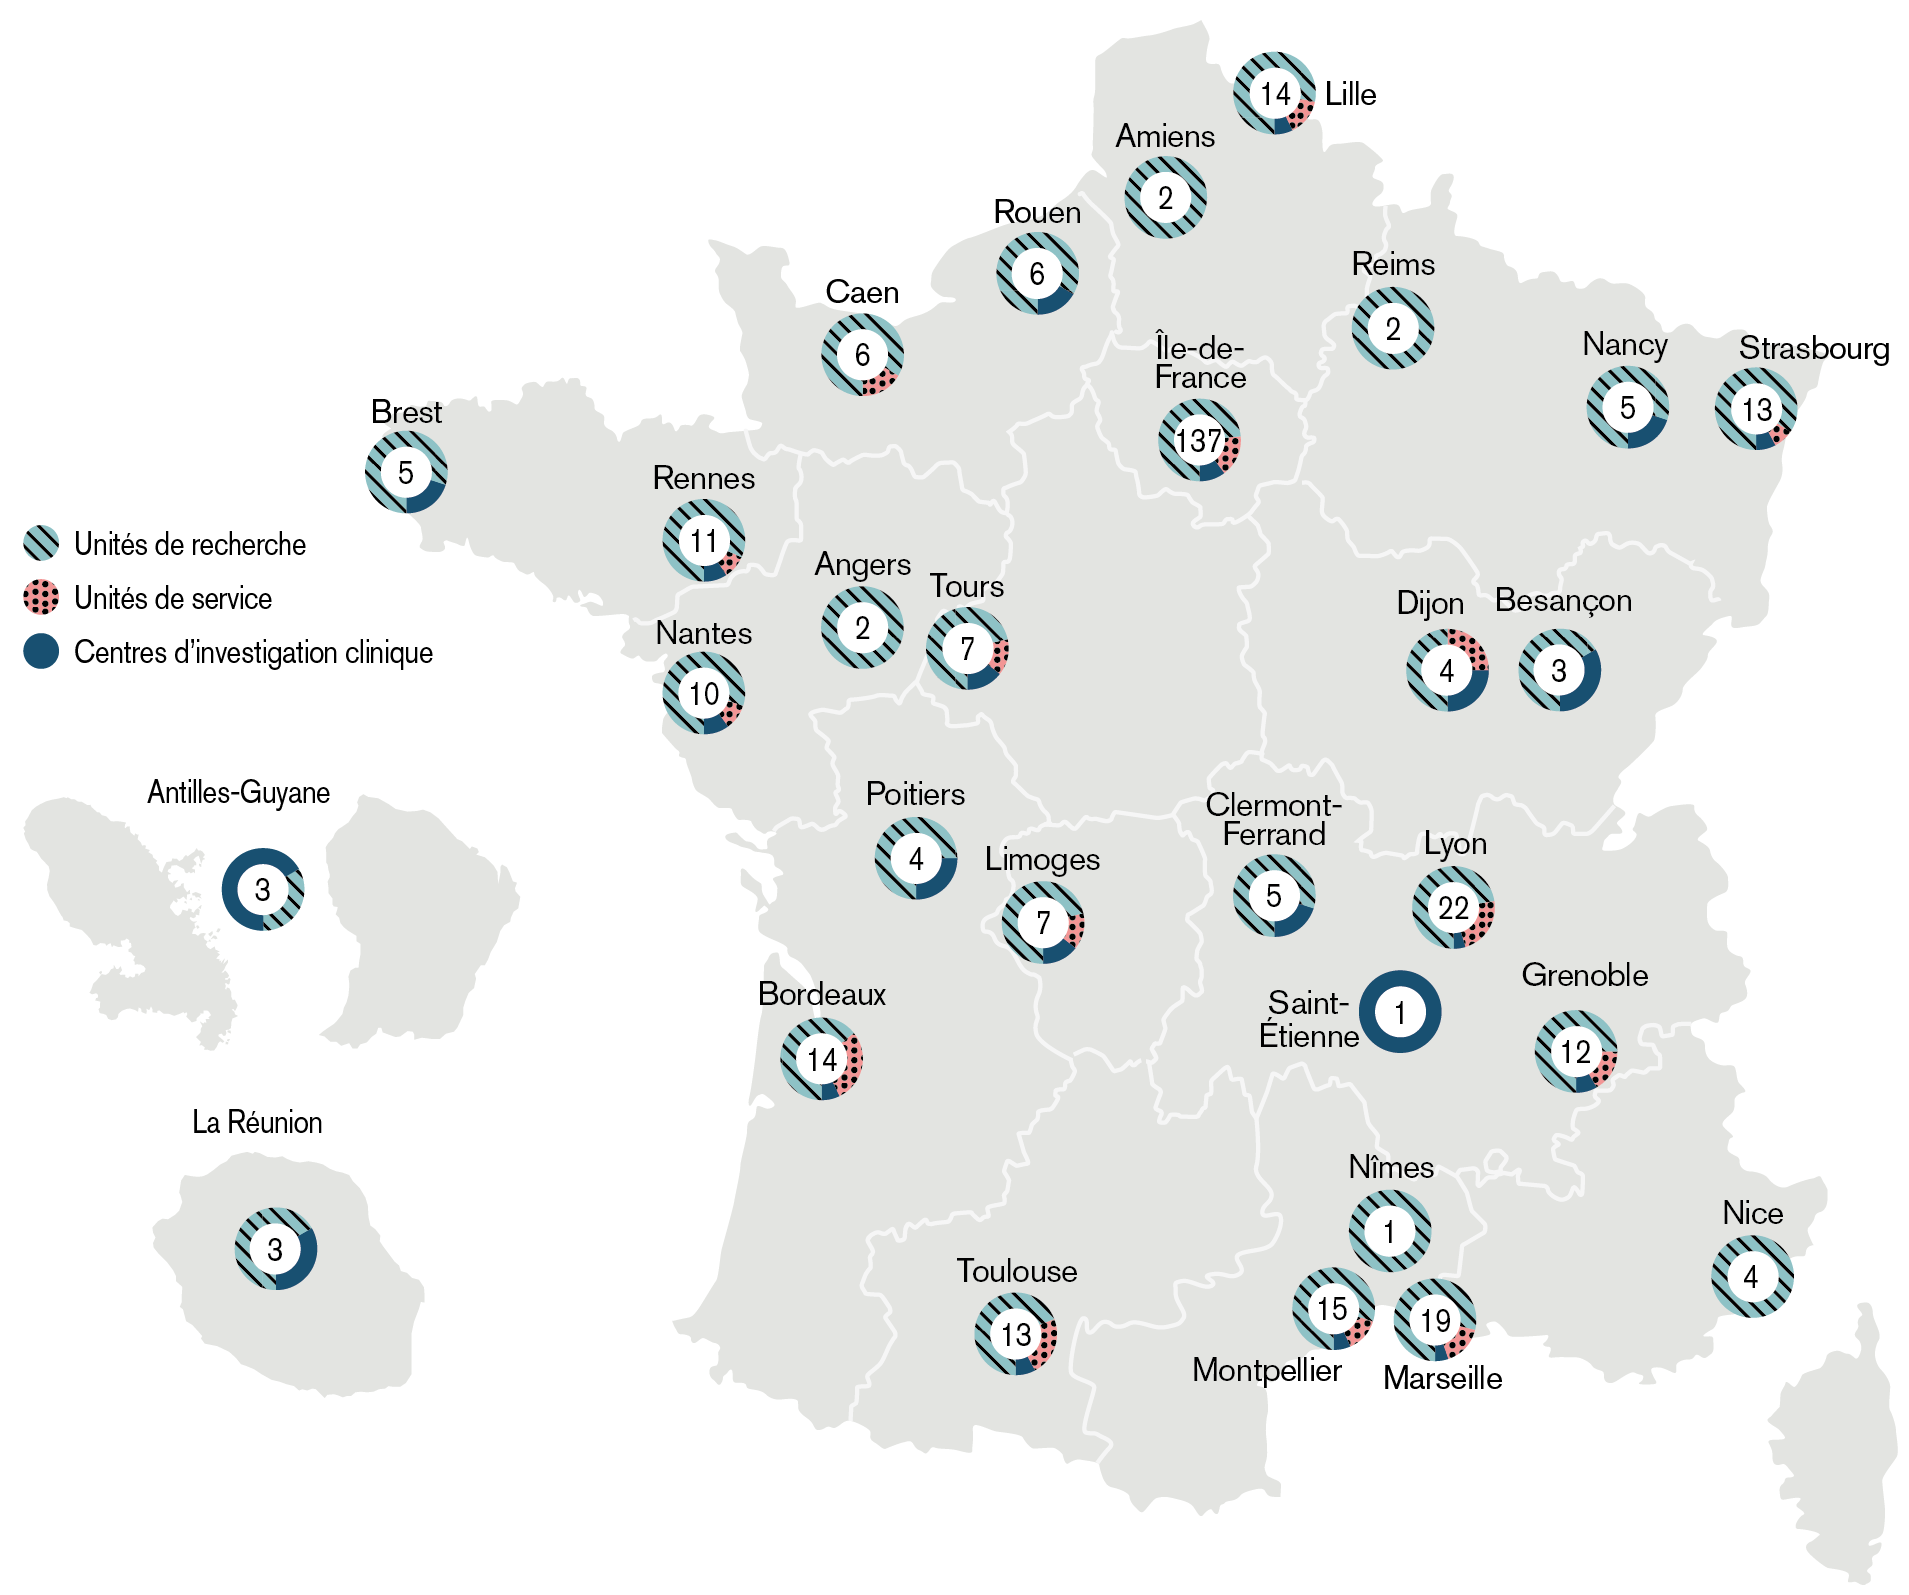 14
Lille
Amiens
2
Rouen
6
Reims
2
Caen
6
Île-de-
France
137
Nancy
5
Strasbourg
13
Brest
5
Rennes
11
Unités de recherche
Unités de service
Centres d'investigation clinique
Angers
2
Tours
7
Nantes
10
Dijon
4
Besançon
3
Antilles-Guyane
3
Poitiers
4
Limoges
7
Clermont-
Ferrand
5
Lyon
22
Saint-
Étienne
1
Grenoble
12
Bordeaux
14
La Réunion
3
Nîmes
1
Nice
4
Toulouse
13
15
Montpellier
19
Marseille